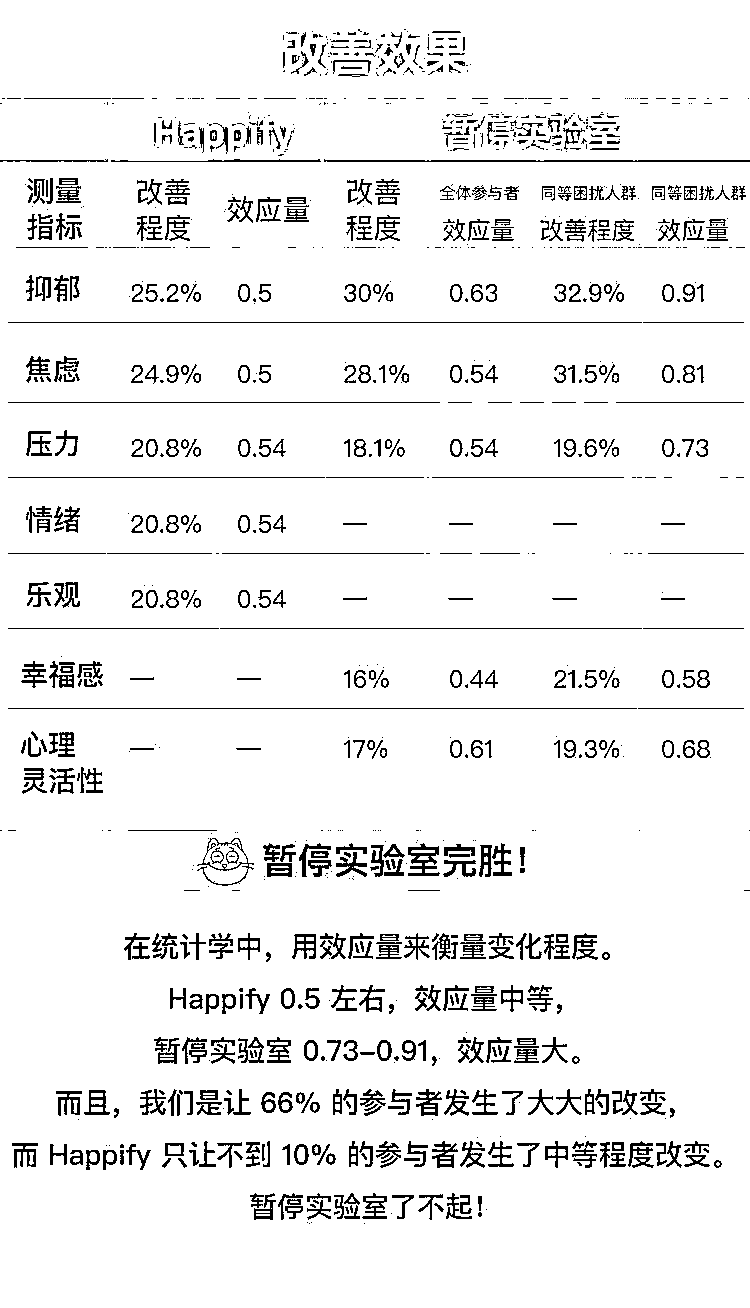 改善效果
Happify 暂停实验室
测量指标 改善程度 效应量 改善程度 全体参与者效应量 同等困扰人群改善程度 同等困扰人群效应量
抑郁 25.2% 0.5 30% 0.63 32.9% 0.91
焦虑 24.9% 0.5 28.1% 0.54 31.5% 0.81
压力 20.8% 0.54 18.1% 0.54 19.6% 0.73
情绪 20.8% 0.54 — — — —
乐观 20.8% 0.54 — — — —
幸福感 — — 16% 0.44 21.5% 0.58
心理灵活性 — — 17% 0.61 19.3% 0.68
暂停实验室完胜！
在统计学中，用效应量来衡量变化程度。
Happify 0.5 左右，效应量中等，
暂停实验室 0.73–0.91，效应量大。
而且，我们是让 66% 的参与者发生了大大的改变，
而 Happify 只让不到 10% 的参与者发生了中等程度改变。
暂停实验室了不起！